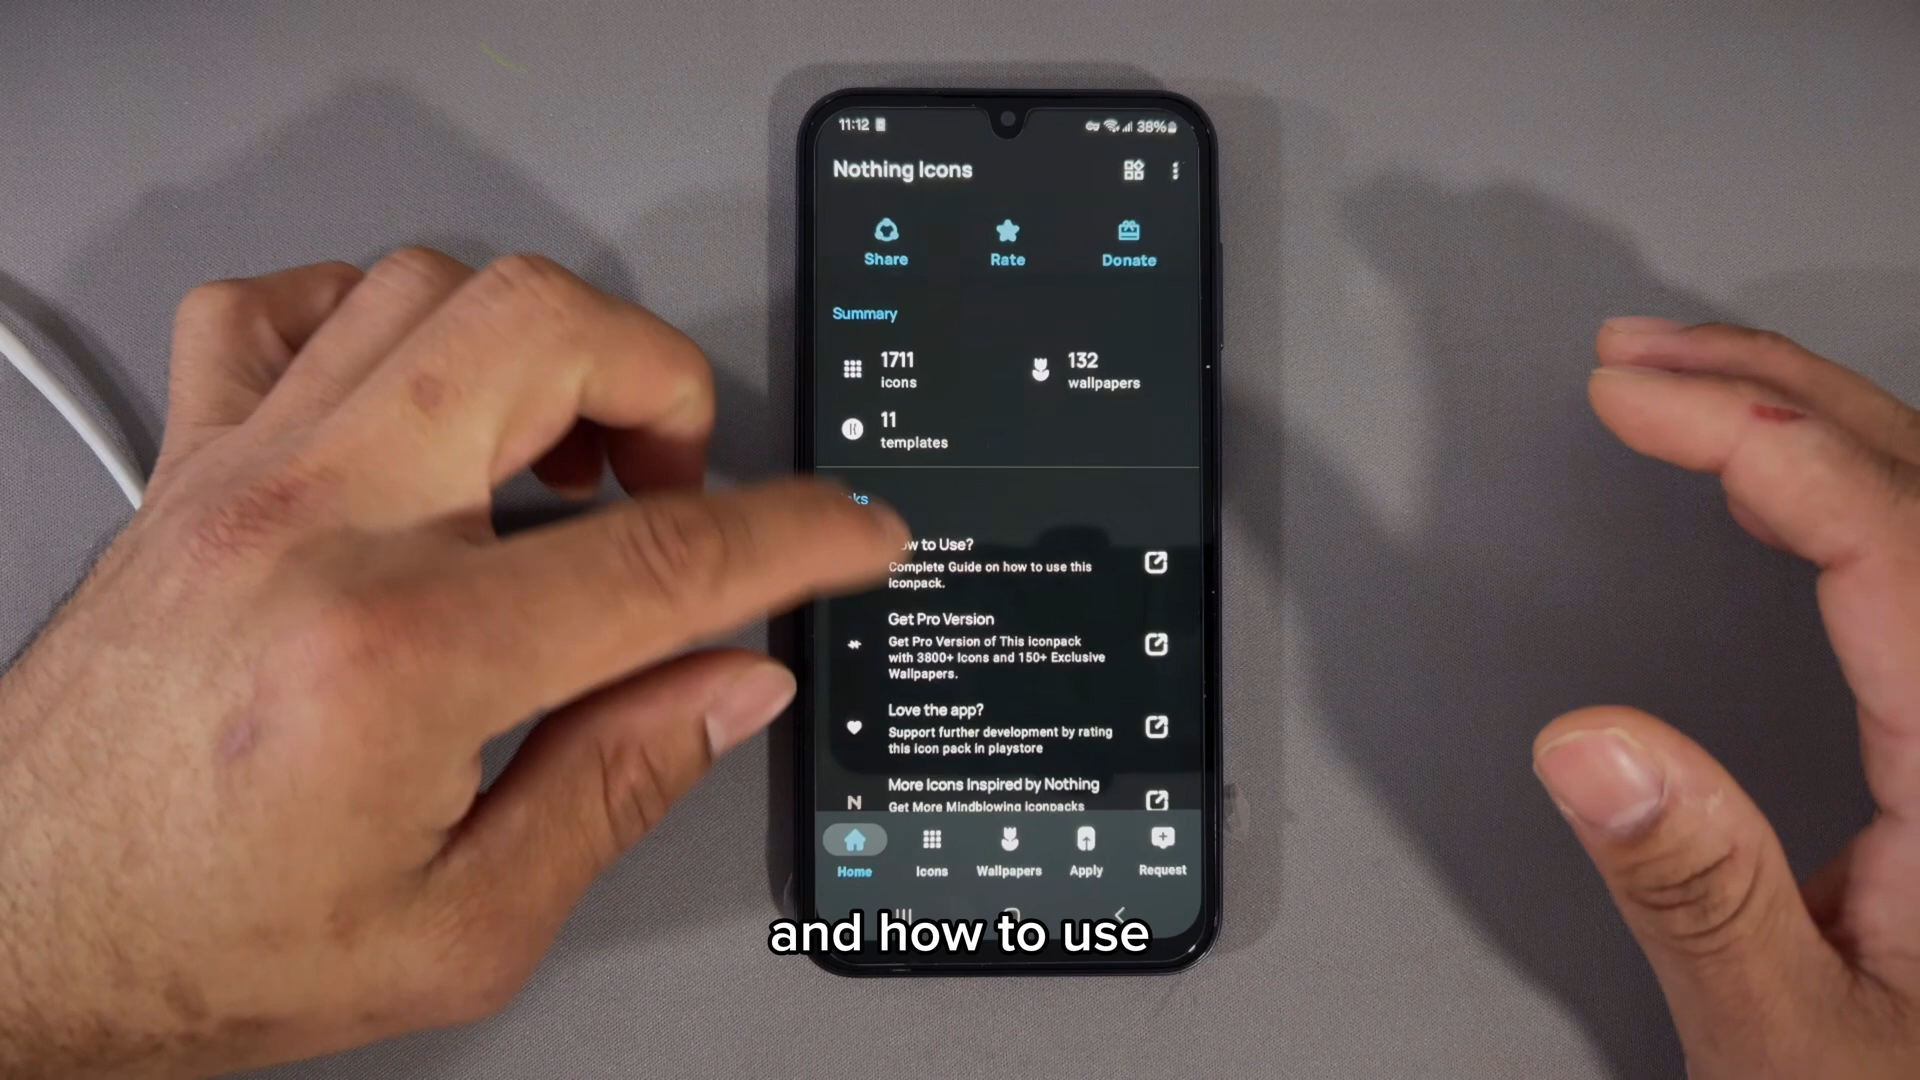 11:12
38%
Nothing Icons
Share
Rate
Donate
Summary
1711
icons
132
wallpapers
11
templates
How to Use?
Complete Guide on how to use this
iconpack.
Get Pro Version
Get Pro Version of This iconpack
with 3800+ Icons and 150+ Exclusive
Wallpapers.
Love the app?
Support further development by rating
this icon pack in playstore
N
More Icons Inspired by Nothing
Get More Mindblowing Iconpacks
Home
Icons
Wallpapers
Apply
Request
and how to use